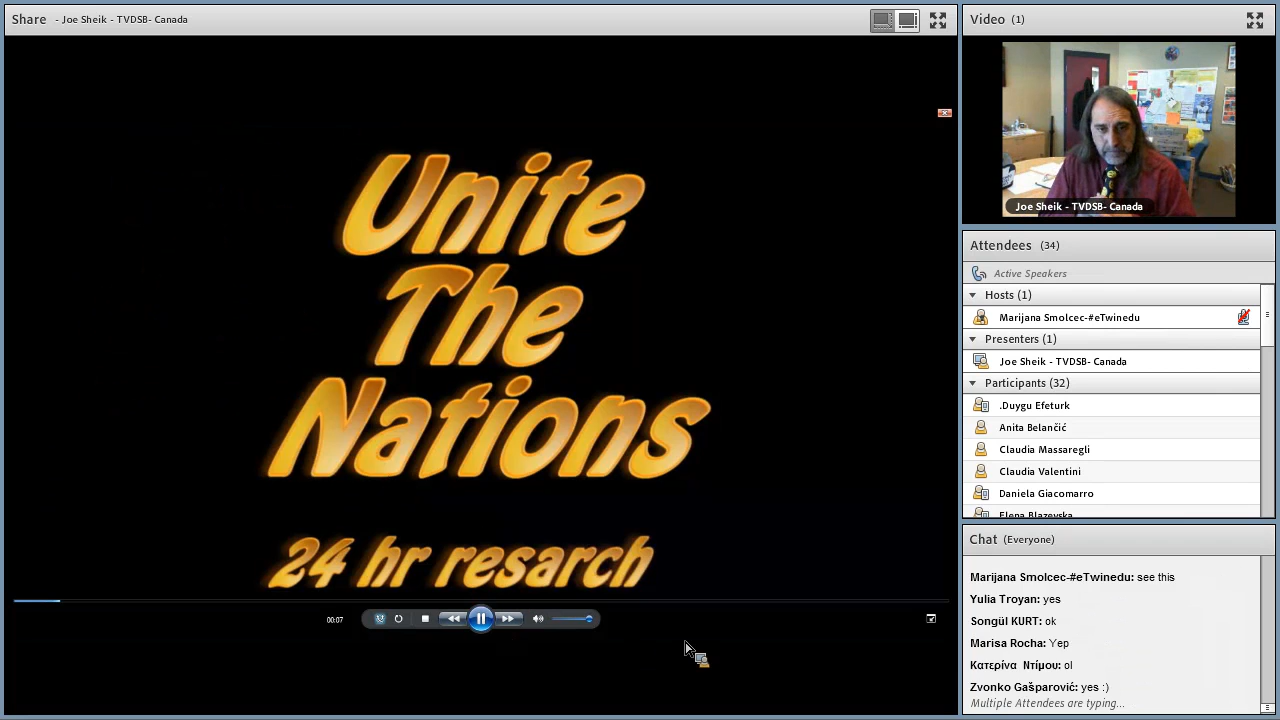 Share - Joe Sheik - TVDSB- Canada
Unite
The
Nations
24 hr resarch
00:07
Video (1)
Joe Sheik - TVDSB- Canada
Attendees (34)
Active Speakers
Hosts (1)
Marijana Smolcec-#eTwinedu
Presenters (1)
Joe Sheik - TVDSB- Canada
Participants (32)
.Duygu Efeturk
Anita Belančić
Claudia Massaregli
Claudia Valentini
Daniela Giacomarro
Elena Blazevska
Chat (Everyone)
Marijana Smolcec-#eTwinedu: see this
Yulia Troyan: yes
Songül KURT: ok
Marisa Rocha: Yep
Κατερίνα Ντίμου: ol
Zvonko Gašparović: yes :)
Multiple Attendees are typing...